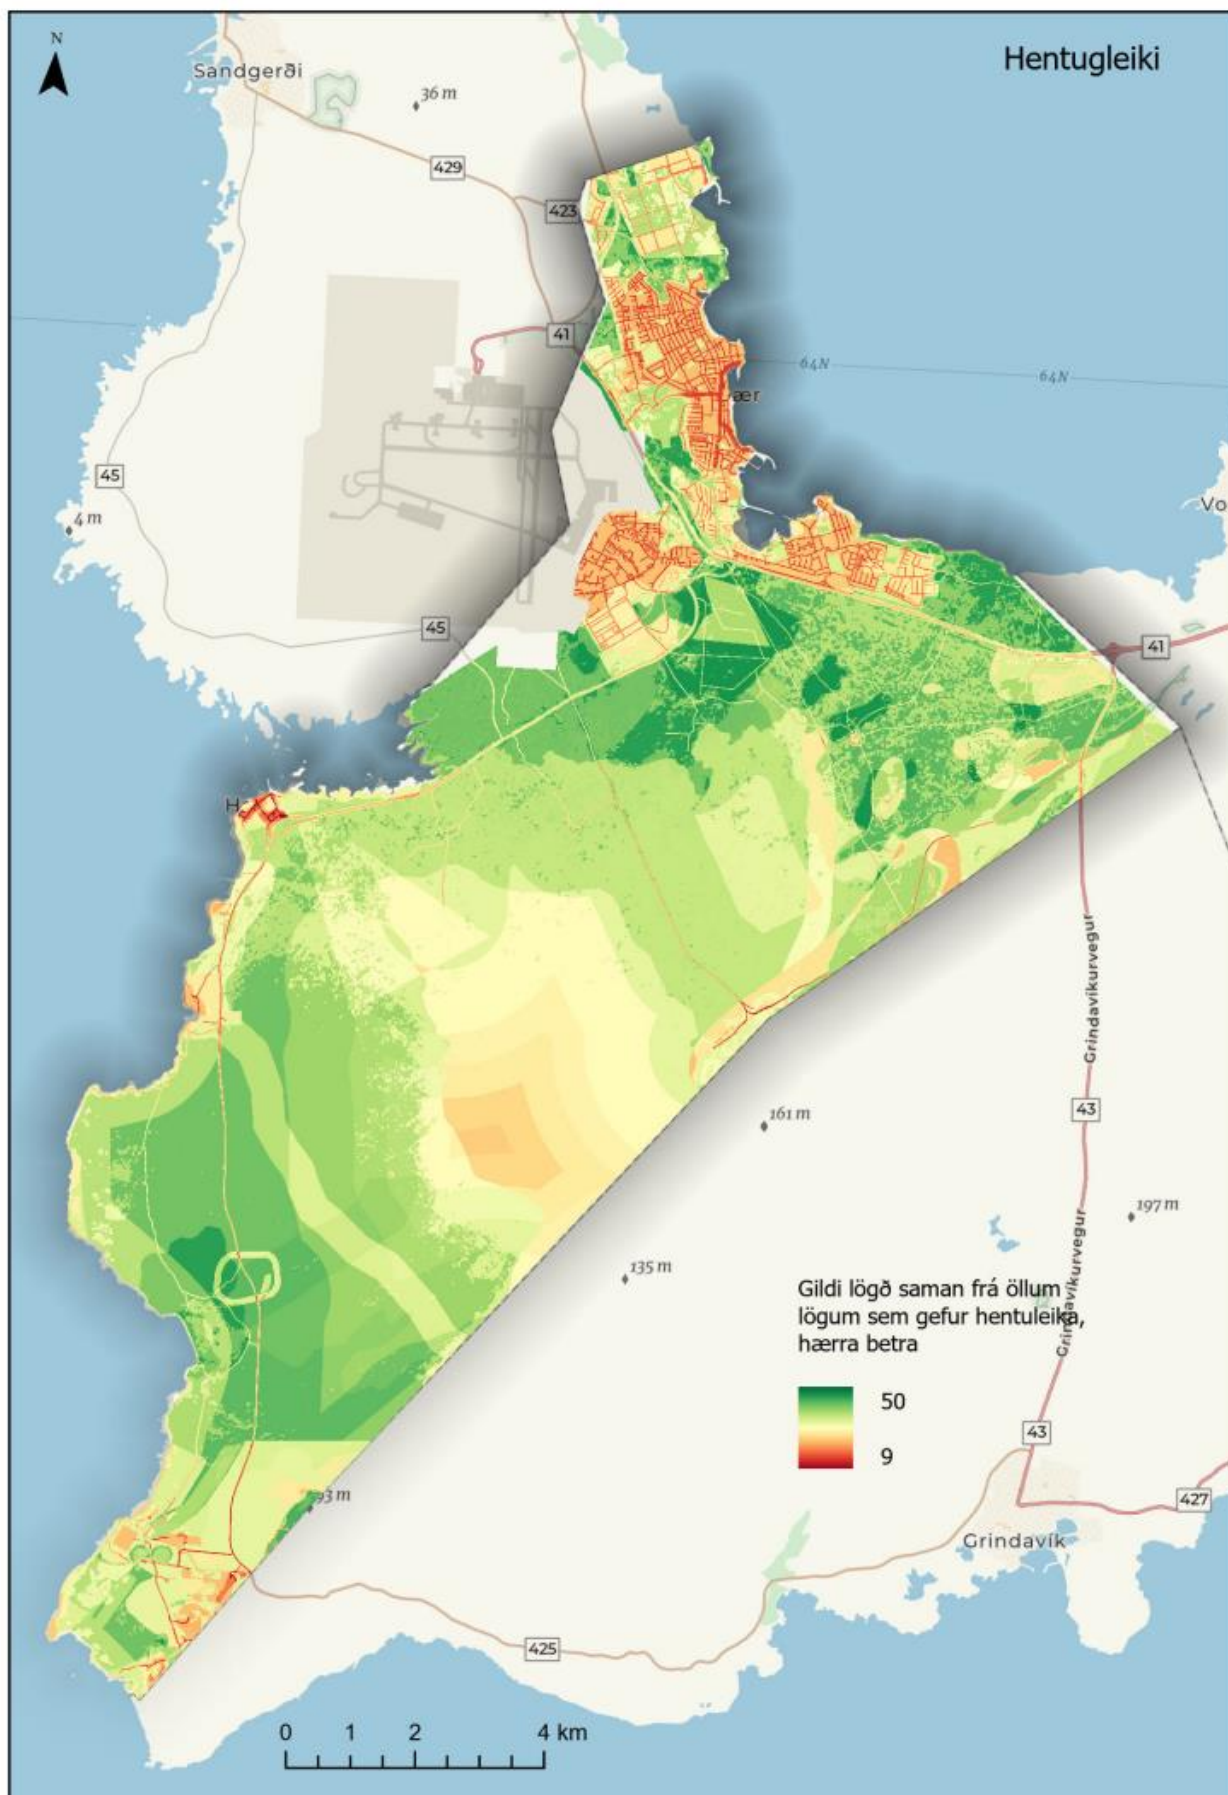 N
Hentugleiki
Sandgerði
36 m
429
423
41
64N
64N
ær
45
4 m
Vo
45
41
H
Grindavíkurvegur
161 m
43
197 m
Grindavíkurvegur
135 m
Gildi lögð saman frá öllum
lögum sem gefur hentuleika,
hærra betra
50
9
43
93 m
427
Grindavík
425
0 1 2 4 km